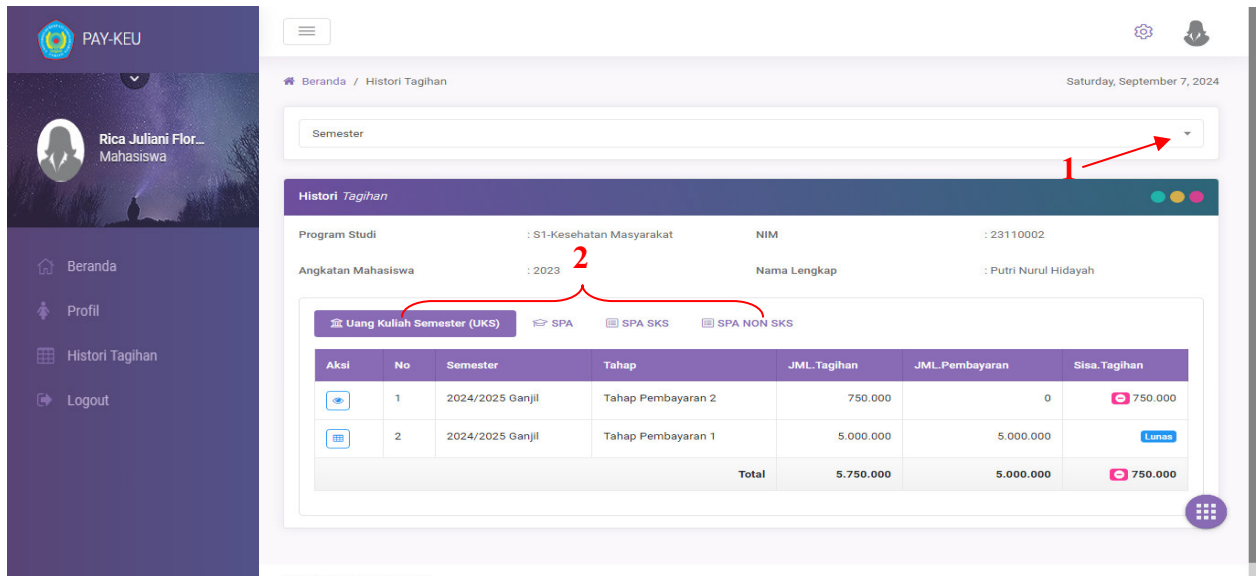 PAY-KEU
Rica Juliani Flor...
Mahasiswa
Beranda
Profil
Histori Tagihan
Logout
Beranda / Histori Tagihan
Saturday, September 7, 2024
Semester
1
Histori Tagihan
Program Studi : S1-Kesehatan Masyarakat NIM : 23110002
2
Angkatan Mahasiswa : 2023 Nama Lengkap : Putri Nurul Hidayah
Uang Kuliah Semester (UKS) SPA SPA SKS SPA NON SKS
Aksi No Semester Tahap JML.Tagihan JML.Pembayaran Sisa.Tagihan
1 2024/2025 Ganjil Tahap Pembayaran 2 750.000 0 750.000
2 2024/2025 Ganjil Tahap Pembayaran 1 5.000.000 5.000.000 Lunas
Total 5.750.000 5.000.000 750.000